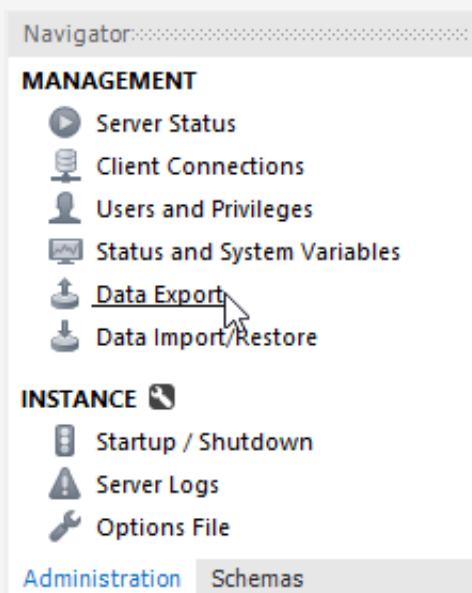 Navigator
MANAGEMENT
Server Status
Client Connections
Users and Privileges
Status and System Variables
Data Export
Data Import/Restore
INSTANCE
Startup / Shutdown
Server Logs
Options File
Administration Schemas